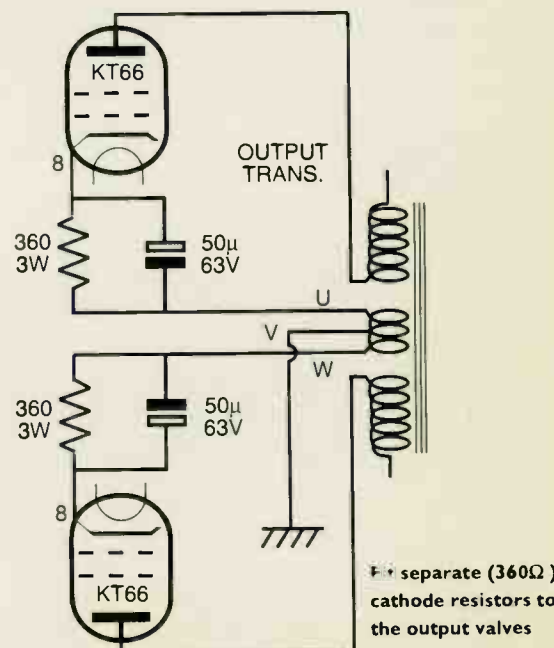 KT66
8
OUTPUT
TRANS.
360
3W
50µ
63V
U
V
W
360
3W
50µ
63V
8
KT66
separate (360Ω)
cathode resistors to
the output valves